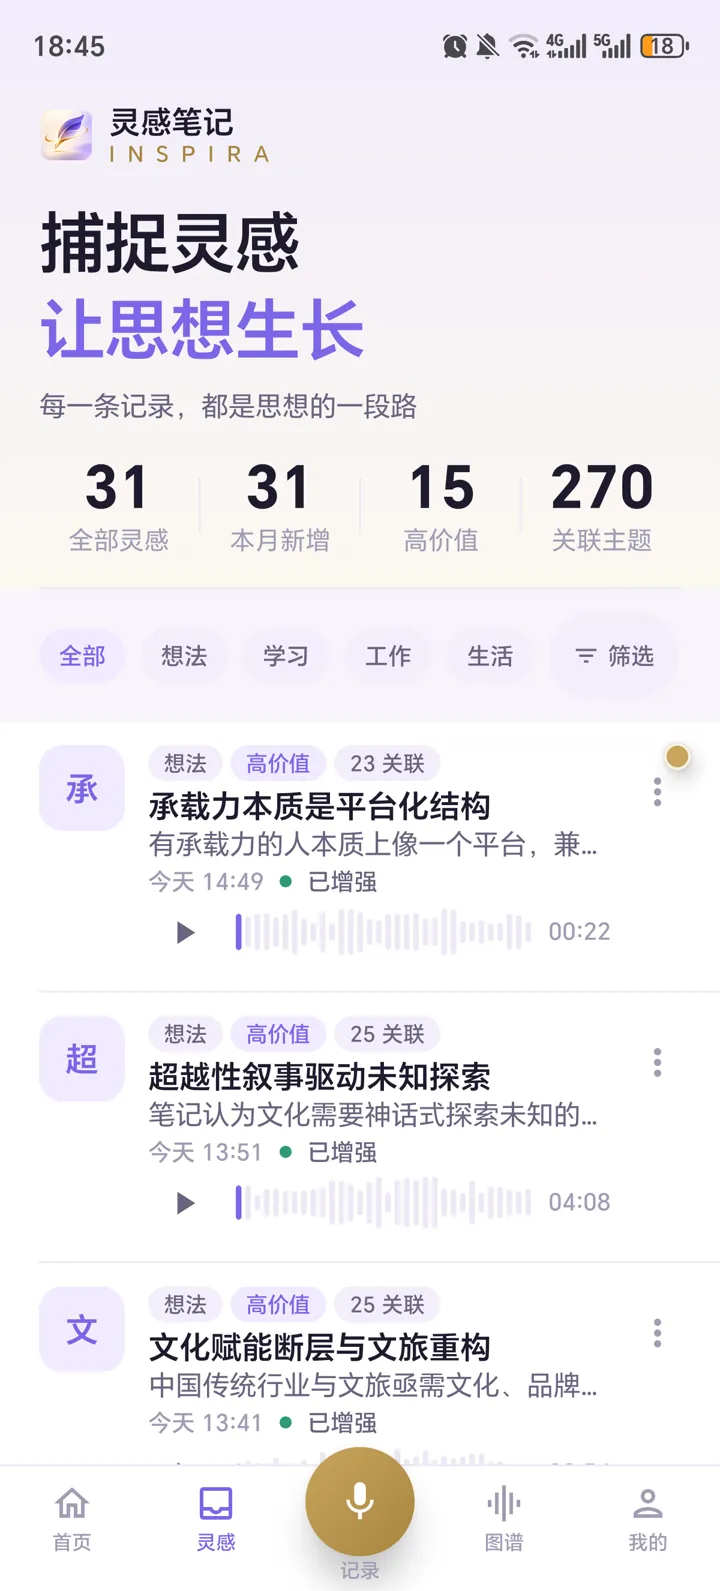 18:45 4G 5G 18
灵感笔记
INSPIRA
捕捉灵感
让思想生长
每一条记录，都是思想的一段路
31 31 15 270
全部灵感 本月新增 高价值 关联主题
全部 想法 学习 工作 生活 筛选
承
想法 高价值 23 关联
承载力本质是平台化结构
有承载力的人本质上像一个平台，兼...
今天 14:49 已增强
00:22
超
想法 高价值 25 关联
超越性叙事驱动未知探索
笔记认为文化需要神话式探索未知的...
今天 13:51 已增强
04:08
文
想法 高价值 25 关联
文化赋能断层与文旅重构
中国传统行业与文旅亟需文化、品牌...
今天 13:41 已增强
首页 灵感 记录 图谱 我的